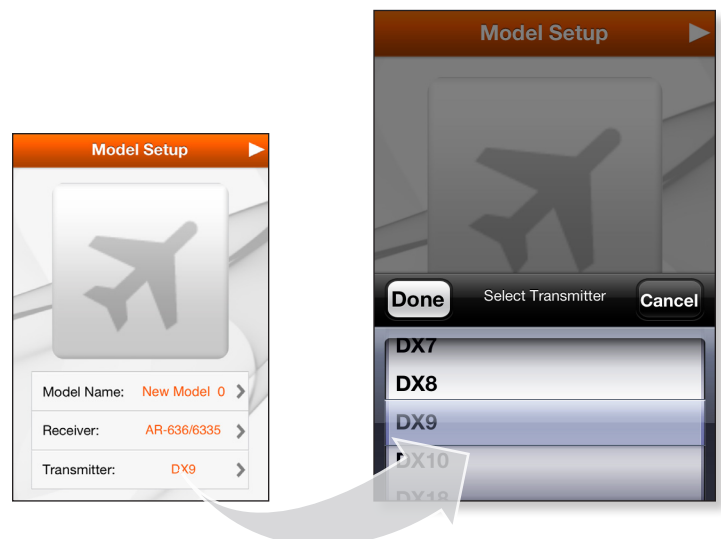 Model Setup
Model Name: New Model 0
Receiver: AR-636/6335
Transmitter: DX9
Model Setup
Done Select Transmitter Cancel
DX7
DX8
DX9
DX10
DX18